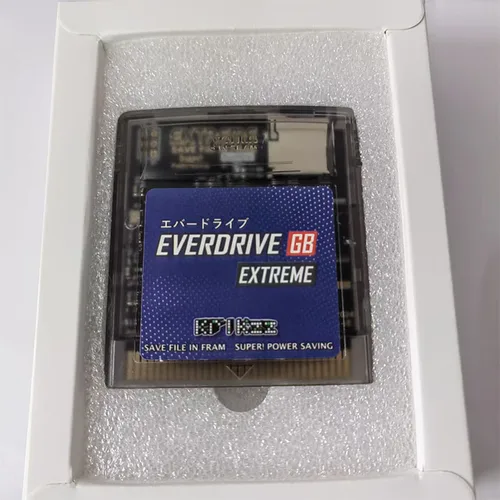 エバードライブ
EVERDRIVE GB
EXTREME
SAVE FILE IN FRAM SUPER! POWER SAVING